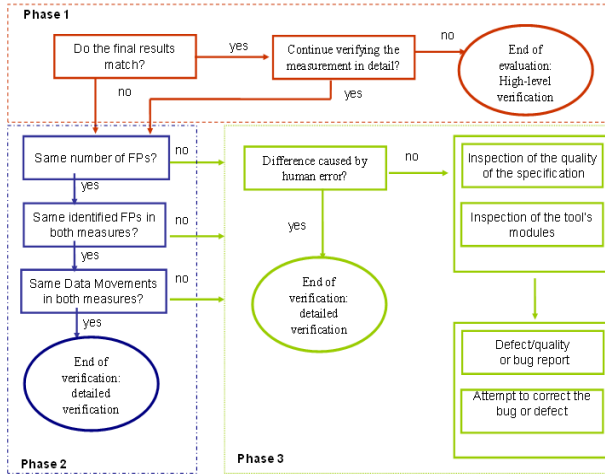 Phase 1
Do the final results
match?
yes
Continue verifying the
measurement in detail?
no
End of
evaluation:
High-level
verification
no
yes
Same number of FPs?
no
yes
Same identified FPs in
both measures?
no
yes
Same Data Movements
in both measures?
no
yes
End of
verification:
detailed
verification
Phase 2
Difference caused by
human error?
no
yes
End of
verification:
detailed
verification
Inspection of the quality
of the specification
Inspection of the tool's
modules
Defect/quality
or bug report
Attempt to correct the
bug or defect
Phase 3